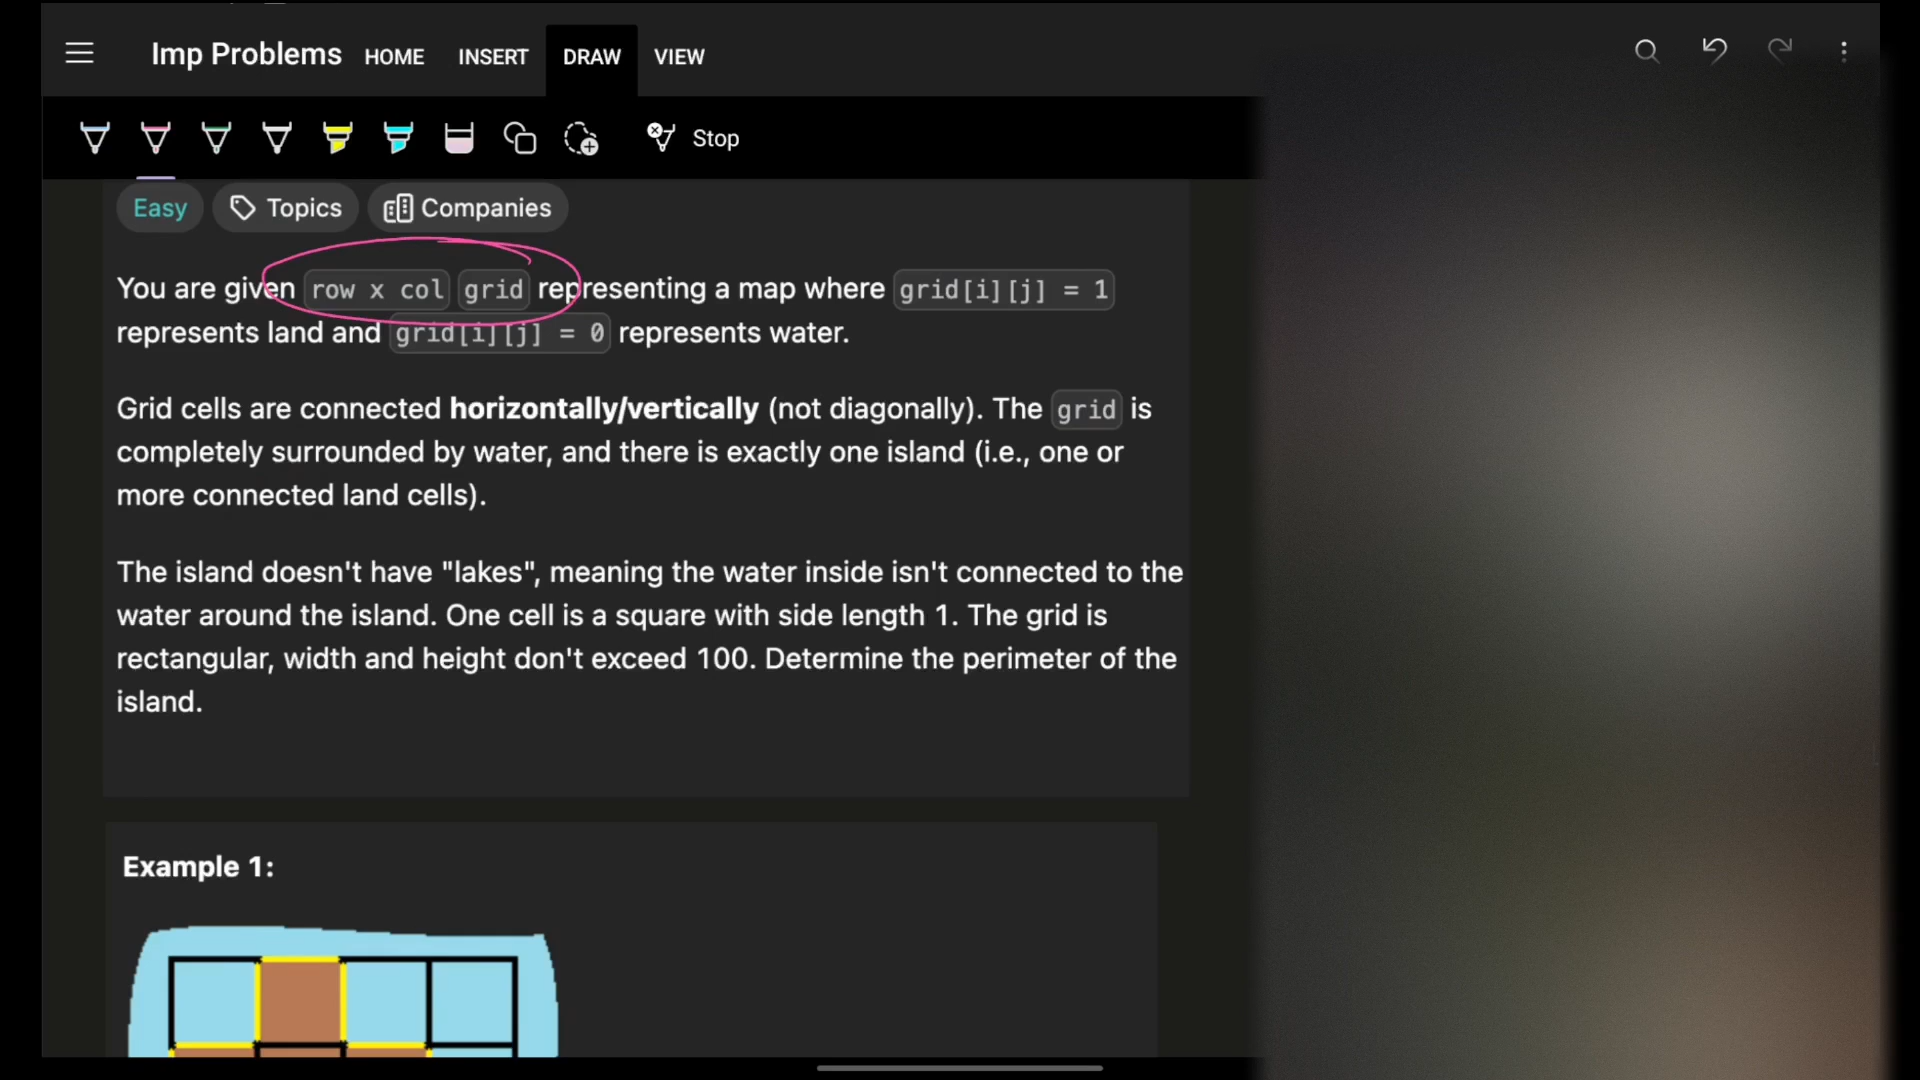 Imp Problems HOME INSERT DRAW VIEW
Stop
Easy Topics Companies
You are given row x col grid representing a map where grid[i][j] = 1
represents land and grid[i][j] = 0 represents water.
Grid cells are connected horizontally/vertically (not diagonally). The grid is
completely surrounded by water, and there is exactly one island (i.e., one or
more connected land cells).
The island doesn't have "lakes", meaning the water inside isn't connected to the
water around the island. One cell is a square with side length 1. The grid is
rectangular, width and height don't exceed 100. Determine the perimeter of the
island.
Example 1: